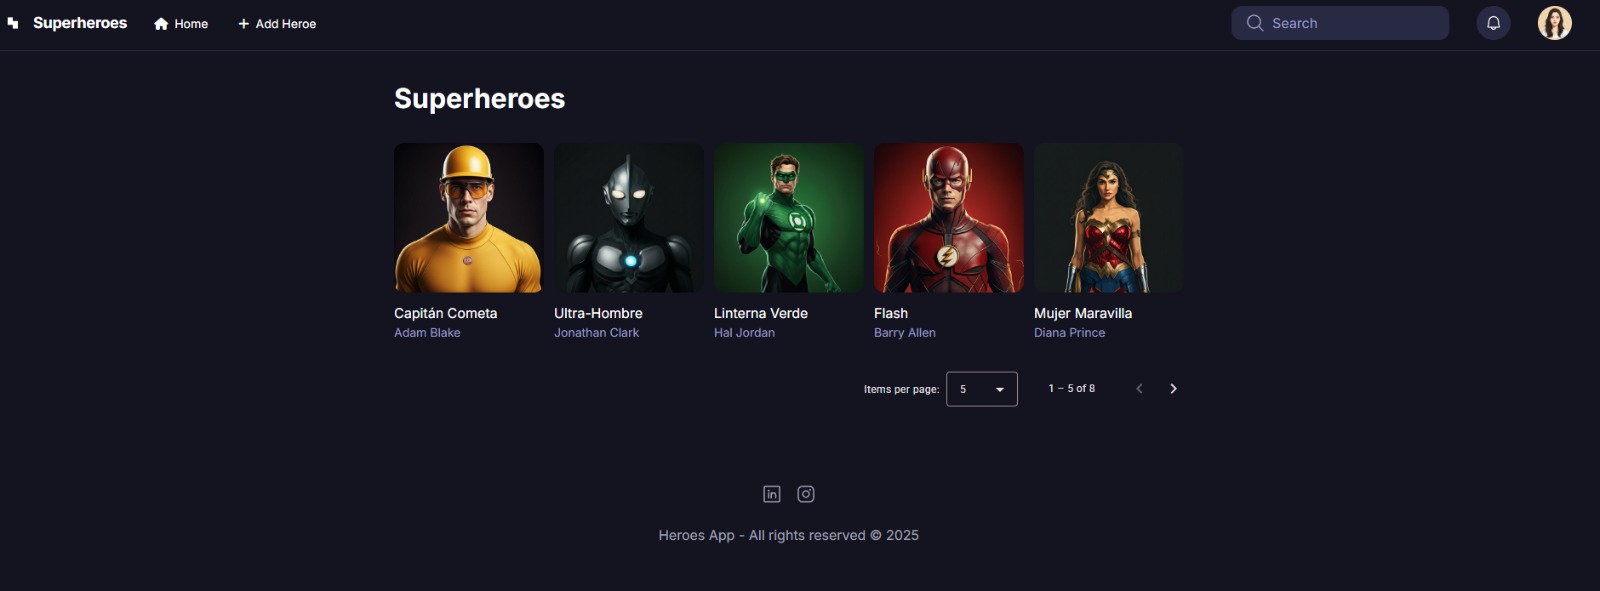 Superheroes
Home
Add Heroe
Search
Superheroes
Capitán Cometa
Adam Blake
Ultra-Hombre
Jonathan Clark
Linterna Verde
Hal Jordan
Flash
Barry Allen
Mujer Maravilla
Diana Prince
Items per page: 5 1 – 5 of 8
in
Heroes App - All rights reserved © 2025